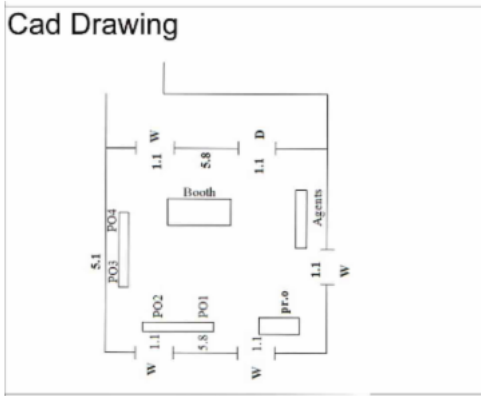 Cad Drawing
W
D
1.1
5.8
1.1
Booth
Agents
PO4
PO3
5.1
1.1
W
PO2
PO1
pr.o
1.1
5.8
1.1
W
W